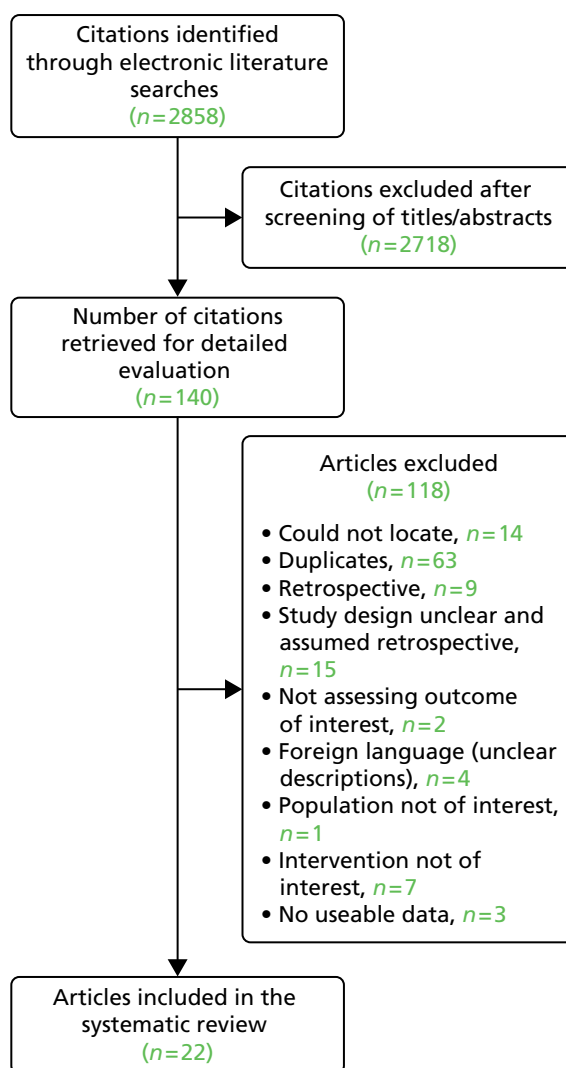 Citations identified
through electronic literature
searches
(n=2858)
Citations excluded after
screening of titles/abstracts
(n=2718)
Number of citations
retrieved for detailed
evaluation
(n=140)
Articles excluded
(n=118)
• Could not locate, n=14
• Duplicates, n=63
• Retrospective, n=9
• Study design unclear and
assumed retrospective,
n=15
• Not assessing outcome
of interest, n=2
• Foreign language (unclear
descriptions), n=4
• Population not of interest,
n=1
• Intervention not of
interest, n=7
• No useable data, n=3
Articles included in the
systematic review
(n=22)